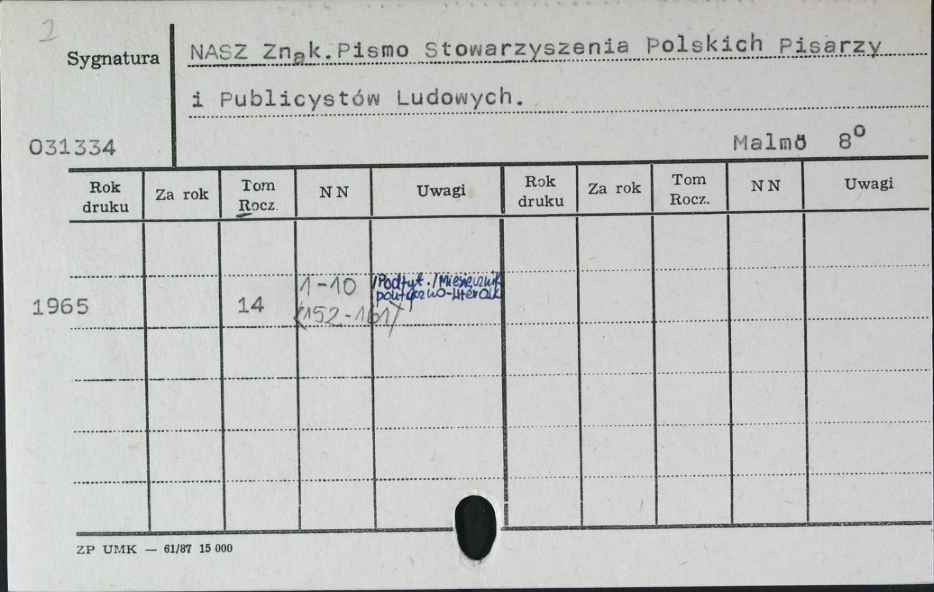 2
Sygnatura
NASZ Znak. Pismo Stowarzyszenia Polskich Pisarzy
i Publicystów Ludowych.
031334
Malmö 8°
Rok druku Za rok Tom Rocz. NN Uwagi Rok druku Za rok Tom Rocz. NN Uwagi
1965 14 1-10 /Podtyt./Miesięcznik
(152-161) polityczno-literack
ZP UMK — 61/87 15 000